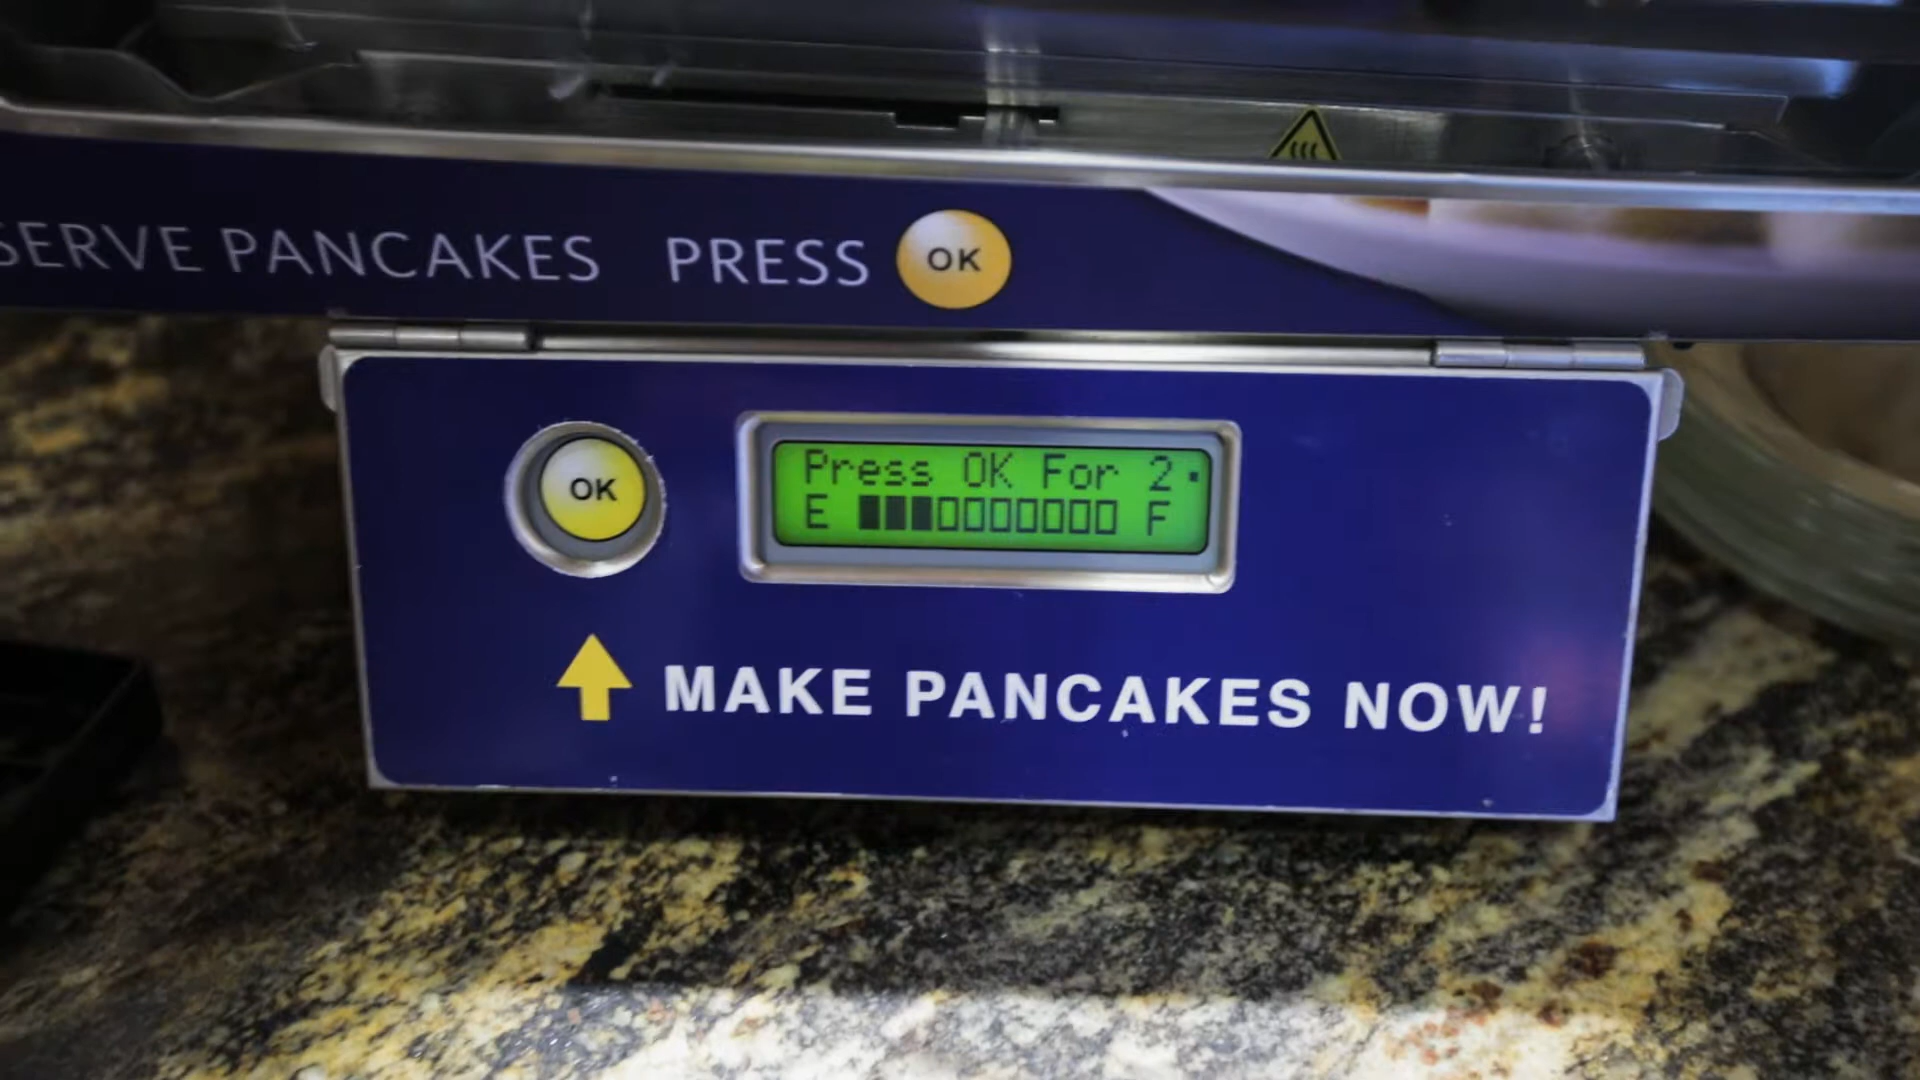 SERVE PANCAKES PRESS OK
OK
Press OK For 2
E F
MAKE PANCAKES NOW!